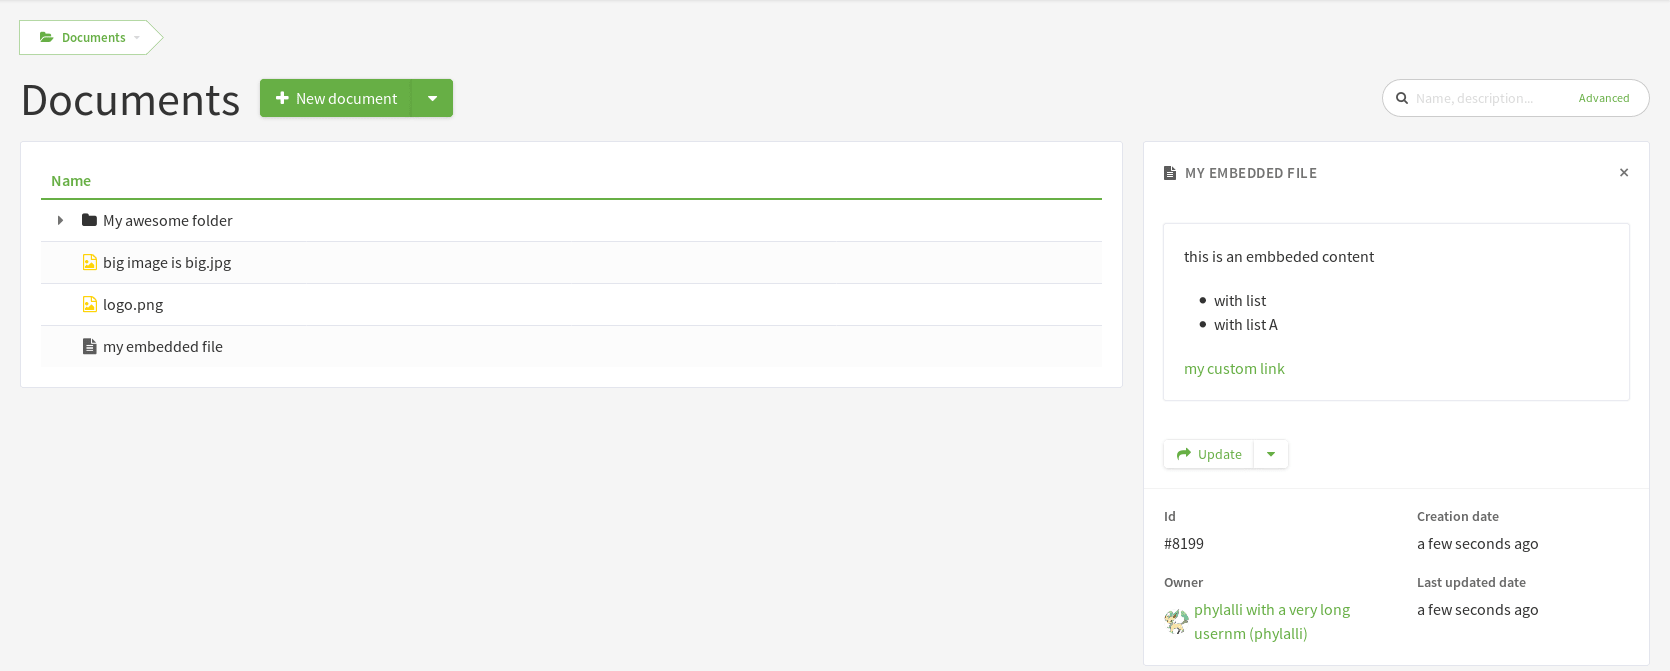 Documents
Documents
New document
Name, description...
Advanced
Name
My awesome folder
big image is big.jpg
logo.png
my embedded file
MY EMBEDDED FILE
×
this is an embbeded content
• with list
• with list A
my custom link
Update
Id
Creation date
#8199
a few seconds ago
Owner
Last updated date
phylalli with a very long
usernm (phylalli)
a few seconds ago